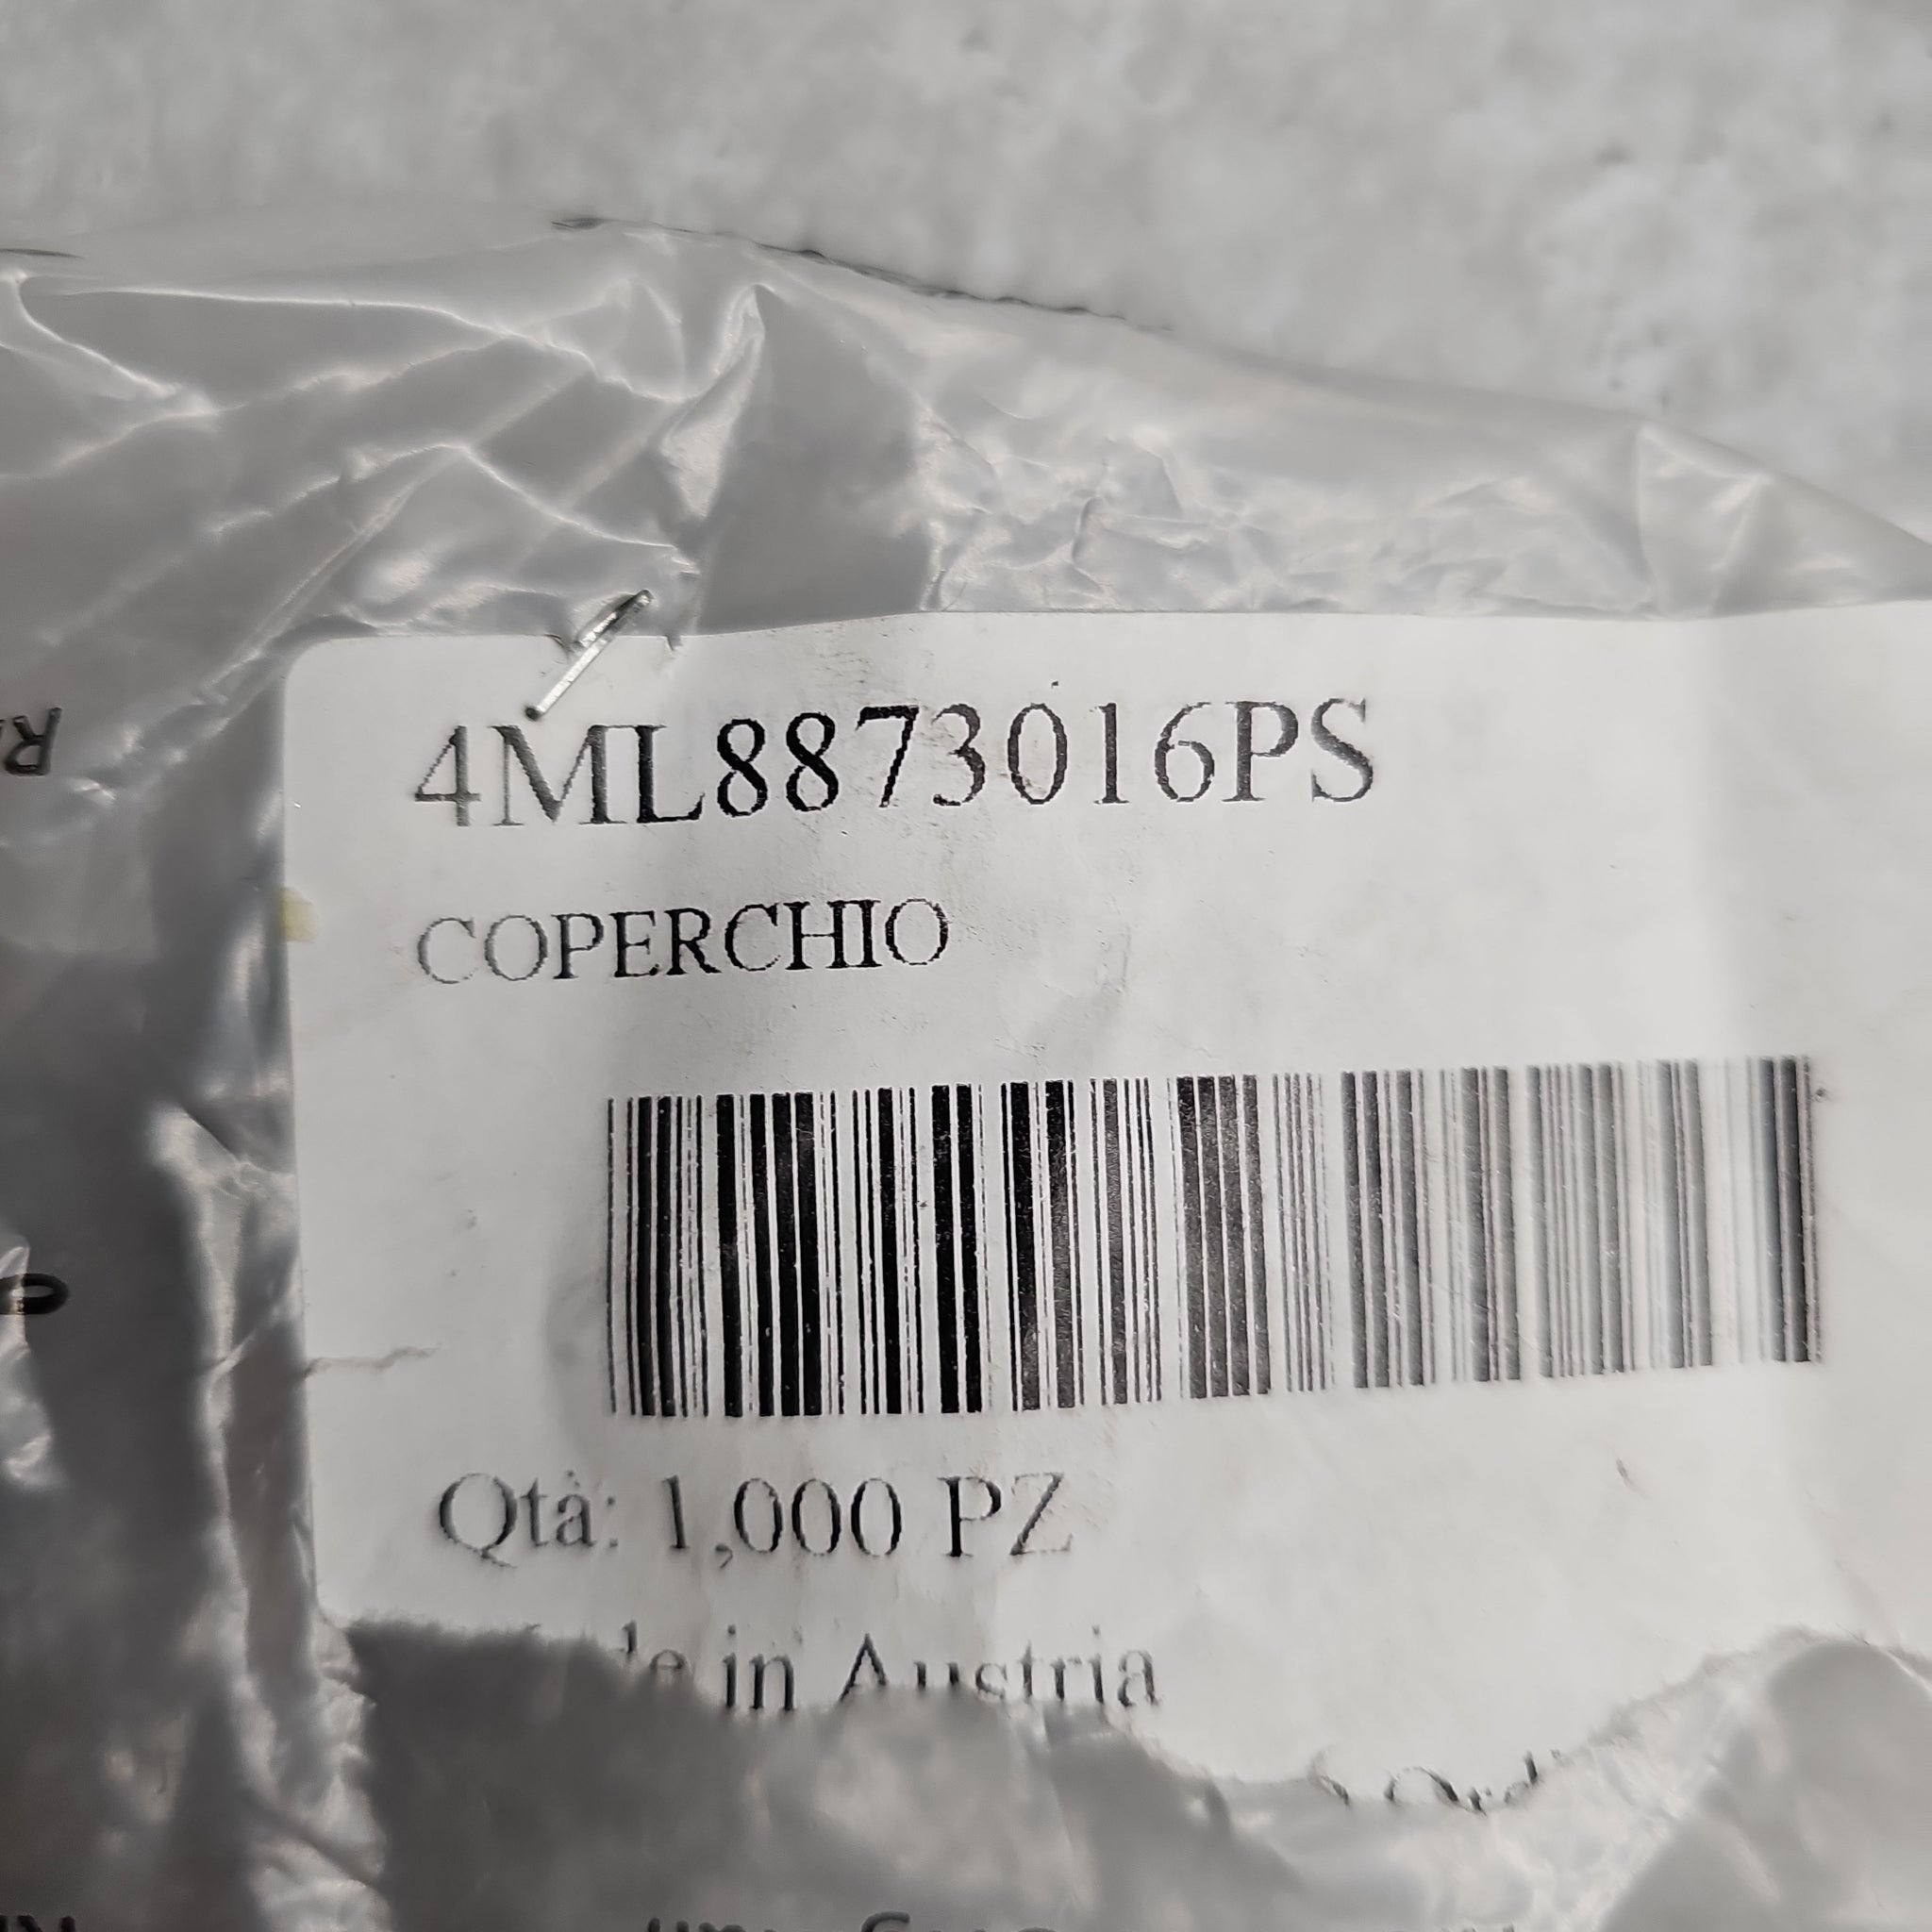 4ML8873016PS
COPERCHIO
Qtà: 1,000 PZ
in Austria